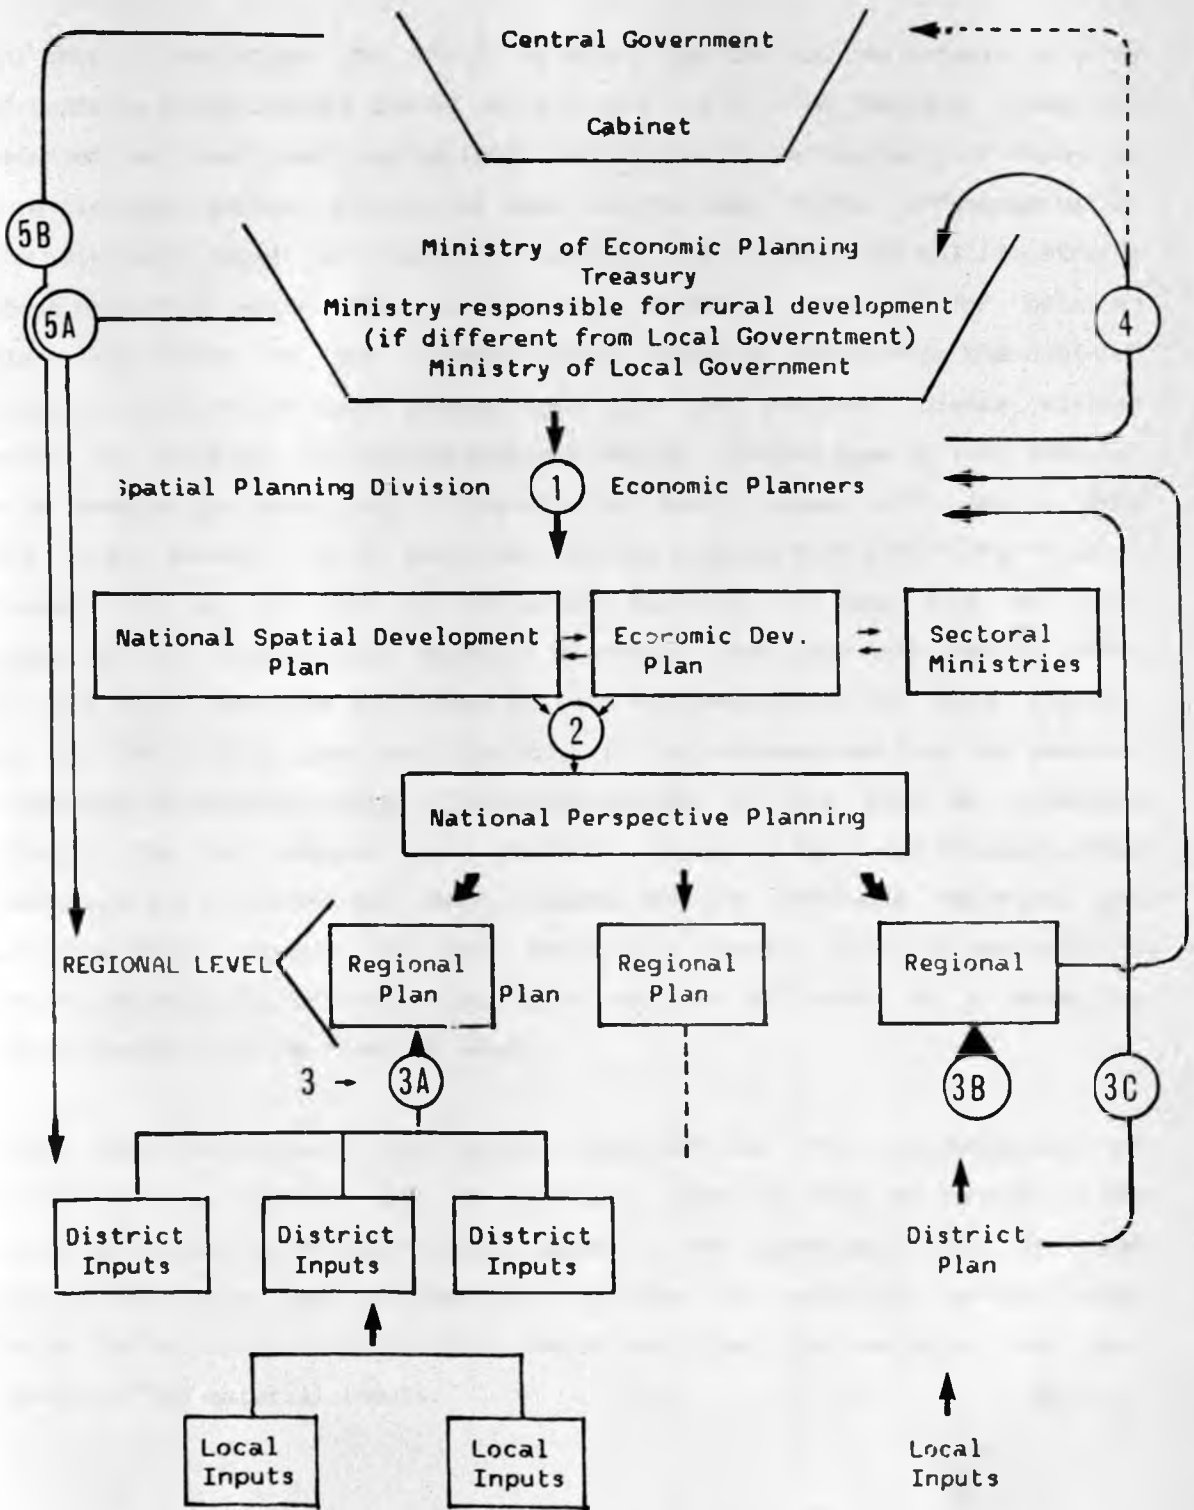 Central Government
Cabinet
5B
Ministry of Economic Planning
Treasury
Ministry responsible for rural development
(if different from Local Governtment)
Ministry of Local Government
5A
4
Spatial Planning Division
1
Economic Planners
National Spatial Development
Plan
Economic Dev.
Plan
Sectoral
Ministries
2
National Perspective Planning
REGIONAL LEVEL
Regional
Plan
Plan
Regional
Plan
Regional
3
3A
3B
3C
District
Inputs
District
Inputs
District
Inputs
District
Plan
Local
Inputs
Local
Inputs
Local
Inputs